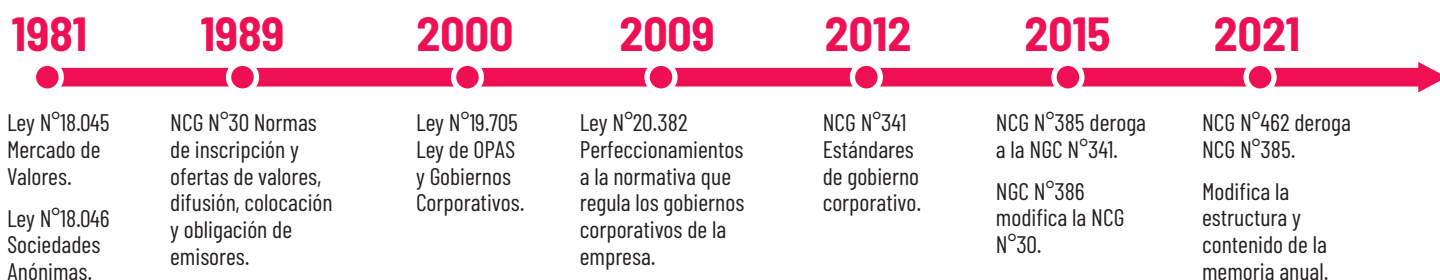 1981
Ley N°18.045
Mercado de
Valores.
Ley N°18.046
Sociedades
Anónimas.
1989
NCG N°30 Normas
de inscripción y
ofertas de valores,
difusión, colocación
y obligación de
emisores.
2000
Ley N°19.705
Ley de OPAS
y Gobiernos
Corporativos.
2009
Ley N°20.382
Perfeccionamientos
a la normativa que
regula los gobiernos
corporativos de la
empresa.
2012
NCG N°341
Estándares
de gobierno
corporativo.
2015
NCG N°385 deroga
a la NGC N°341.
NGC N°386
modifica la NCG
N°30.
2021
NCG N°462 deroga
NCG N°385.
Modifica la
estructura y
contenido de la
memoria anual.